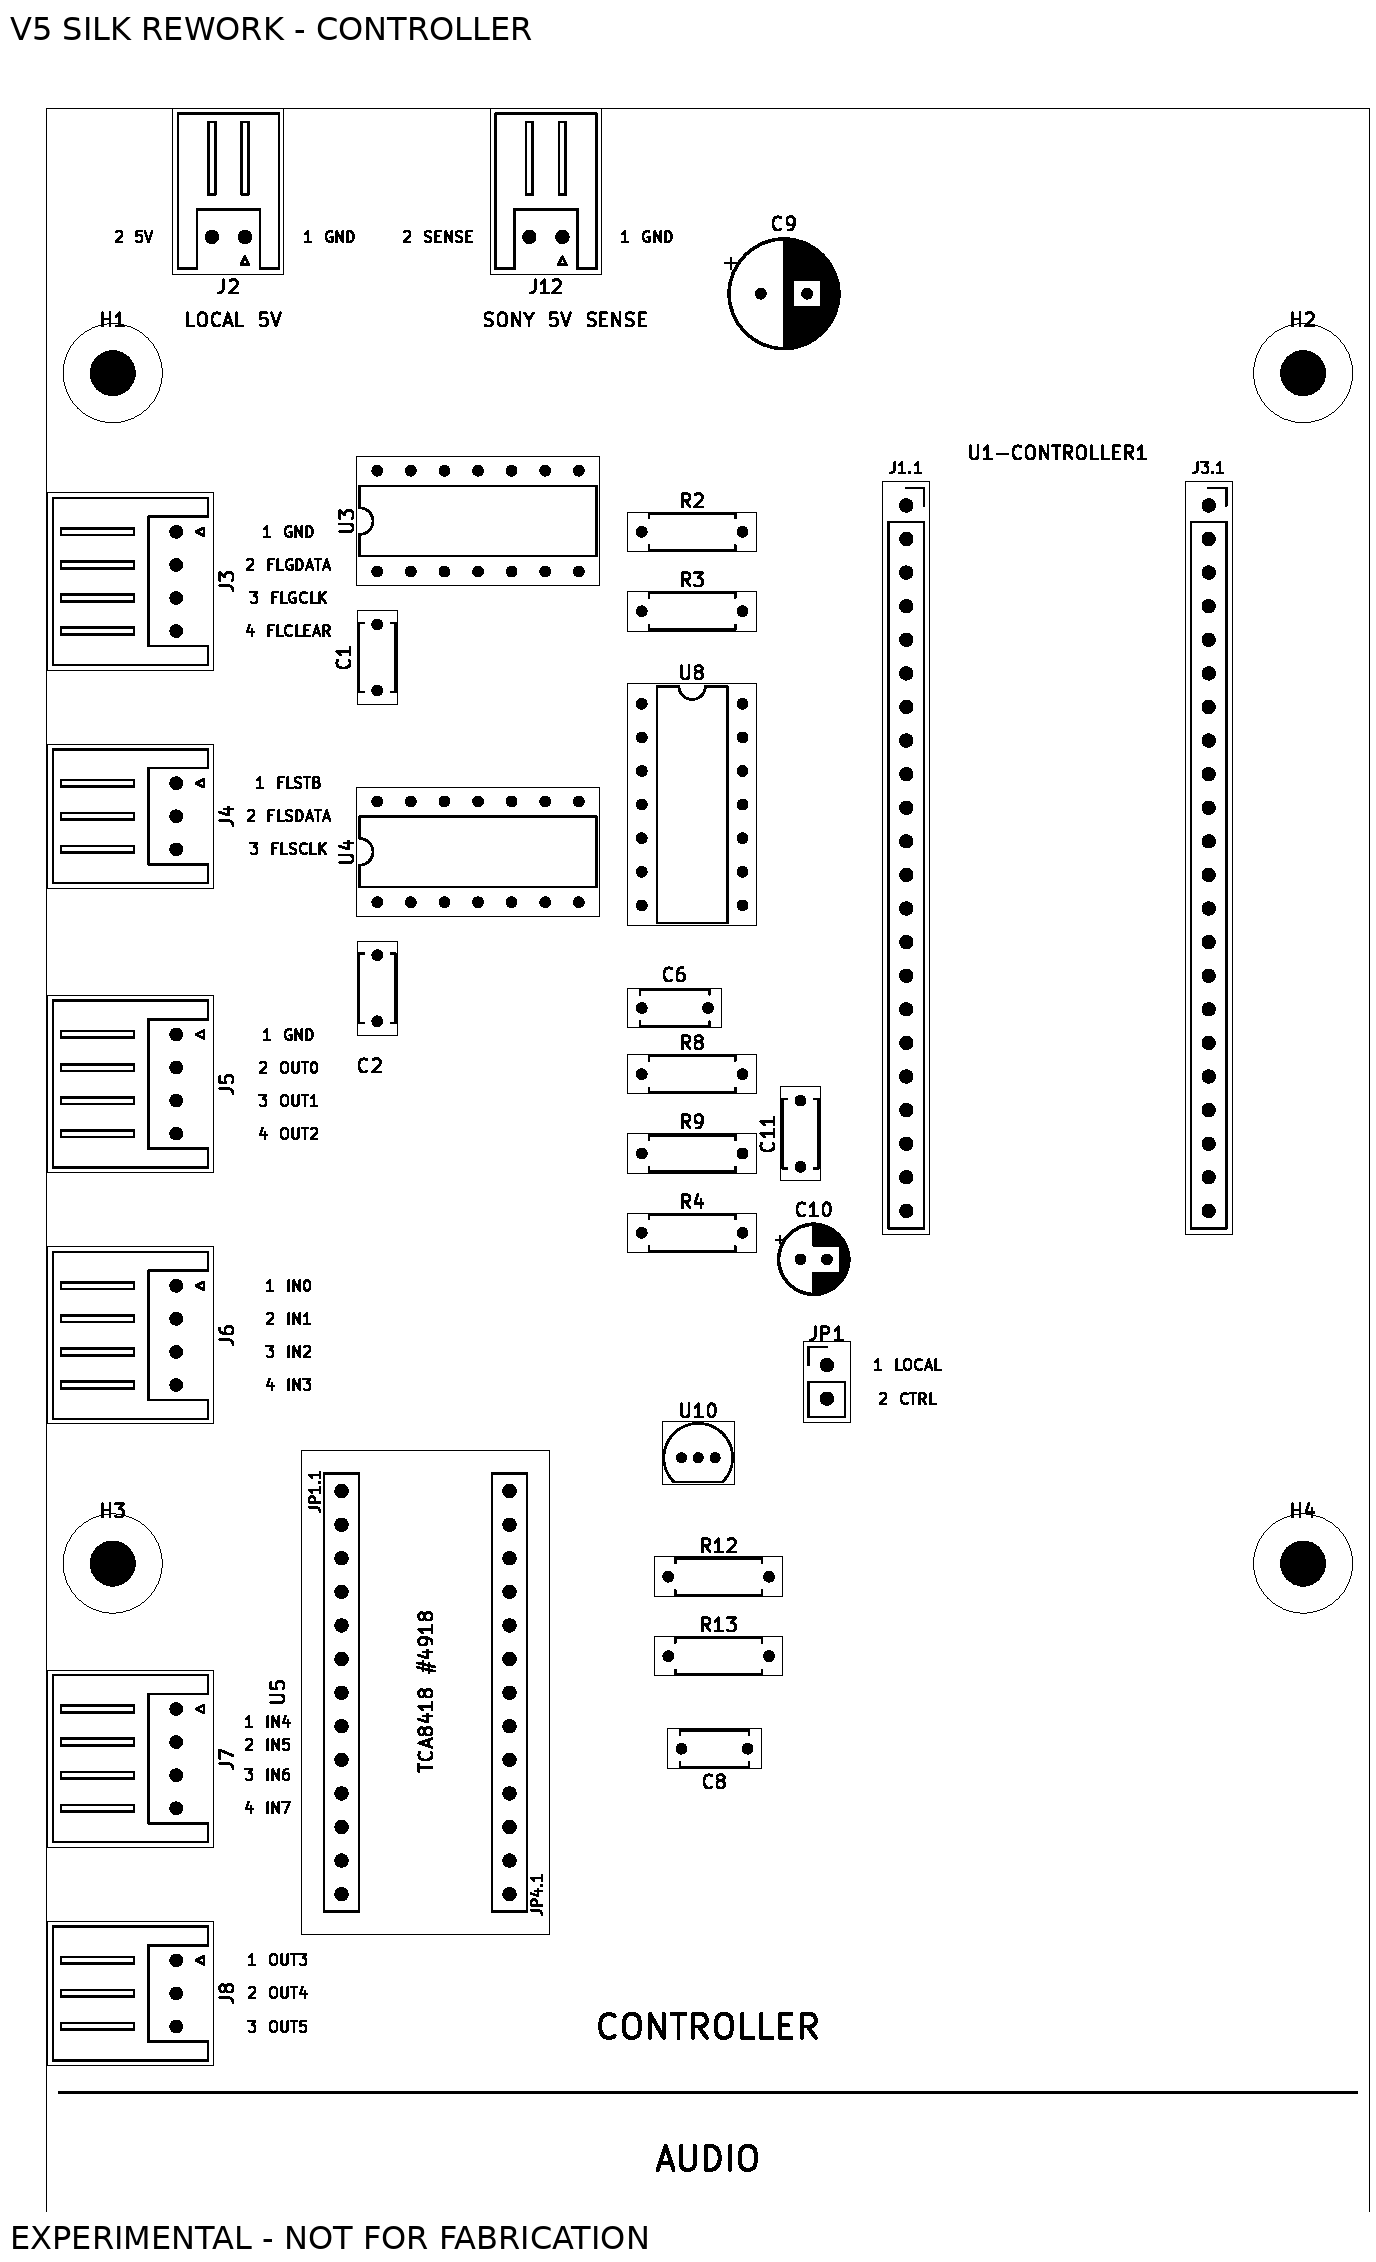 V5 SILK REWORK - CONTROLLER
C9
2 5V
1 GND
2 SENSE
1 GND
+
J2
J12
H1
LOCAL 5V
SONY 5V SENSE
H2
U1-CONTROLLER1
J1.1
J3.1
R2
U3
1 GND
2 FLGDATA
J3
R3
3 FLGCLK
4 FLCLEAR
C1
U8
1 FLSTB
J4
2 FLSDATA
3 FLSCLK
U4
C6
1 GND
R8
2 OUT0
C2
J5
3 OUT1
R9
C11
4 OUT2
R4
C10
+
1 IN0
2 IN1
J6
JP1
3 IN2
1 LOCAL
4 IN3
2 CTRL
U10
JP1.1
H3
H4
R12
R13
TCA8418 #4918
U5
1 IN4
2 IN5
J7
3 IN6
C8
4 IN7
JP4.1
1 OUT3
J8
2 OUT4
3 OUT5
CONTROLLER
AUDIO
EXPERIMENTAL - NOT FOR FABRICATION